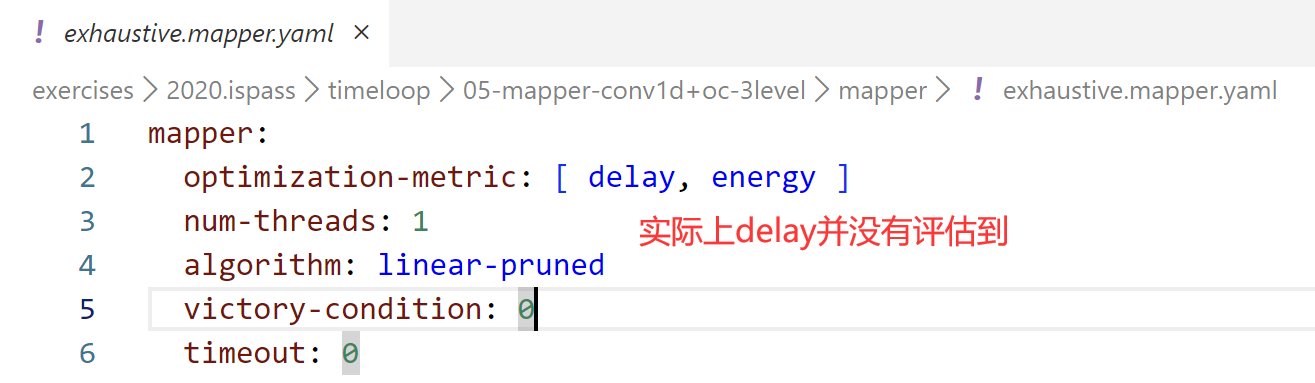 ! exhaustive.mapper.yaml ×
exercises > 2020.ispass > timeloop > 05-mapper-conv1d+oc-3level > mapper > ! exhaustive.mapper.yaml
1 mapper:
2 optimization-metric: [ delay, energy ]
3 num-threads: 1
实际上delay并没有评估到
4 algorithm: linear-pruned
5 victory-condition: 0
6 timeout: 0